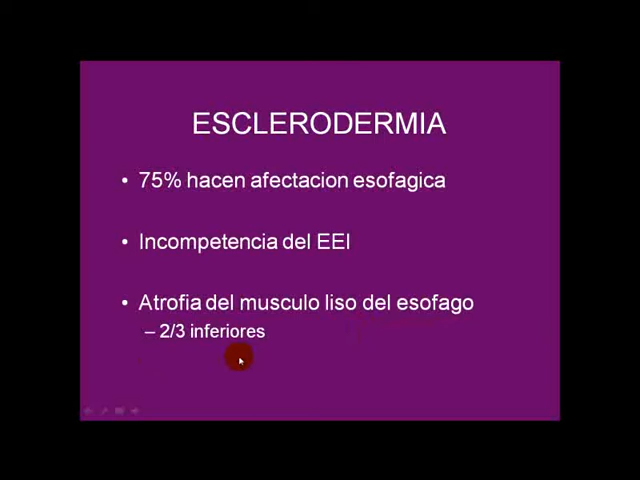 ESCLERODERMIA
• 75% hacen afectacion esofagica
• Incompetencia del EEI
• Atrofia del musculo liso del esofago
– 2/3 inferiores